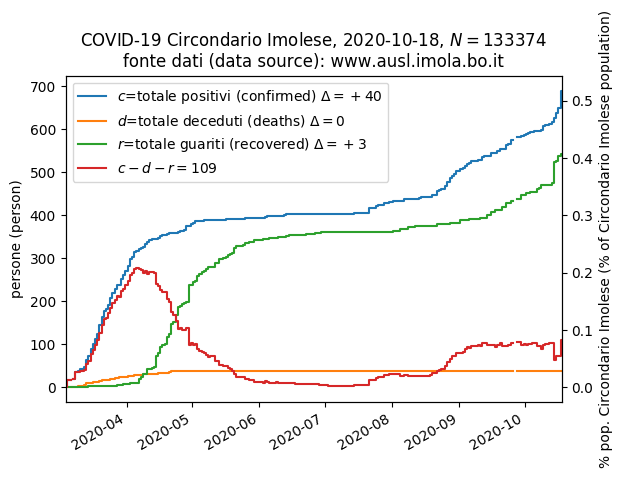 COVID-19 Circondario Imolese, 2020-10-18, N = 133374
fonte dati (data source): www.ausl.imola.bo.it
c=totale positivi (confirmed) Δ = +40
d=totale deceduti (deaths) Δ = 0
r=totale guariti (recovered) Δ = +3
c − d − r = 109
persone (person)
700
600
500
400
300
200
100
0
0.5
0.4
0.3
0.2
0.1
0.0
% pop. Circondario Imolese (% of Circondario Imolese population)
2020-04
2020-05
2020-06
2020-07
2020-08
2020-09
2020-10